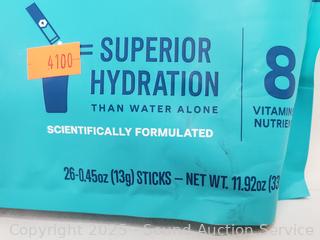 4100
= SUPERIOR
HYDRATION
THAN WATER ALONE
SCIENTIFICALLY FORMULATED
8
VITAMIN
NUTRIEN
26-0.45oz (13g) STICKS – NET WT. 11.92oz (33
Copyright 2025 - Sound Auction Service